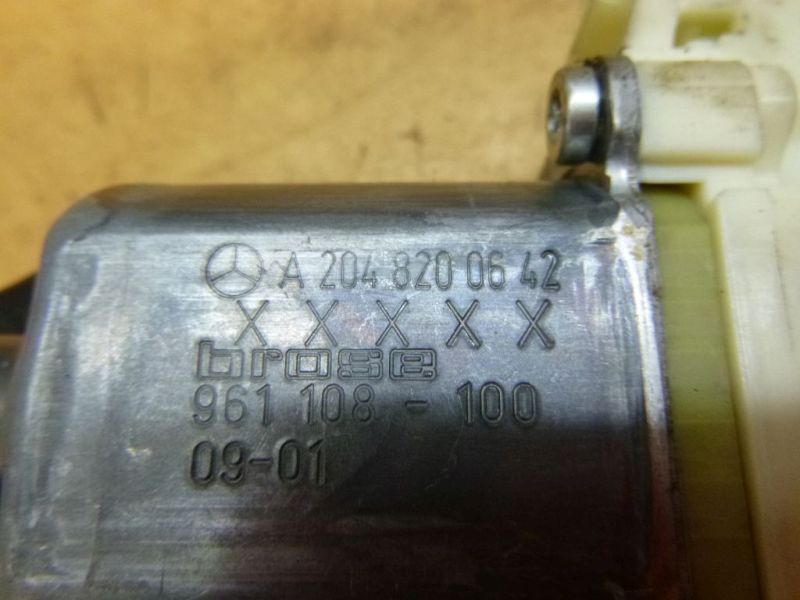 A 204 820 06 42
X X X X X
brose
961 108 - 100
09-01